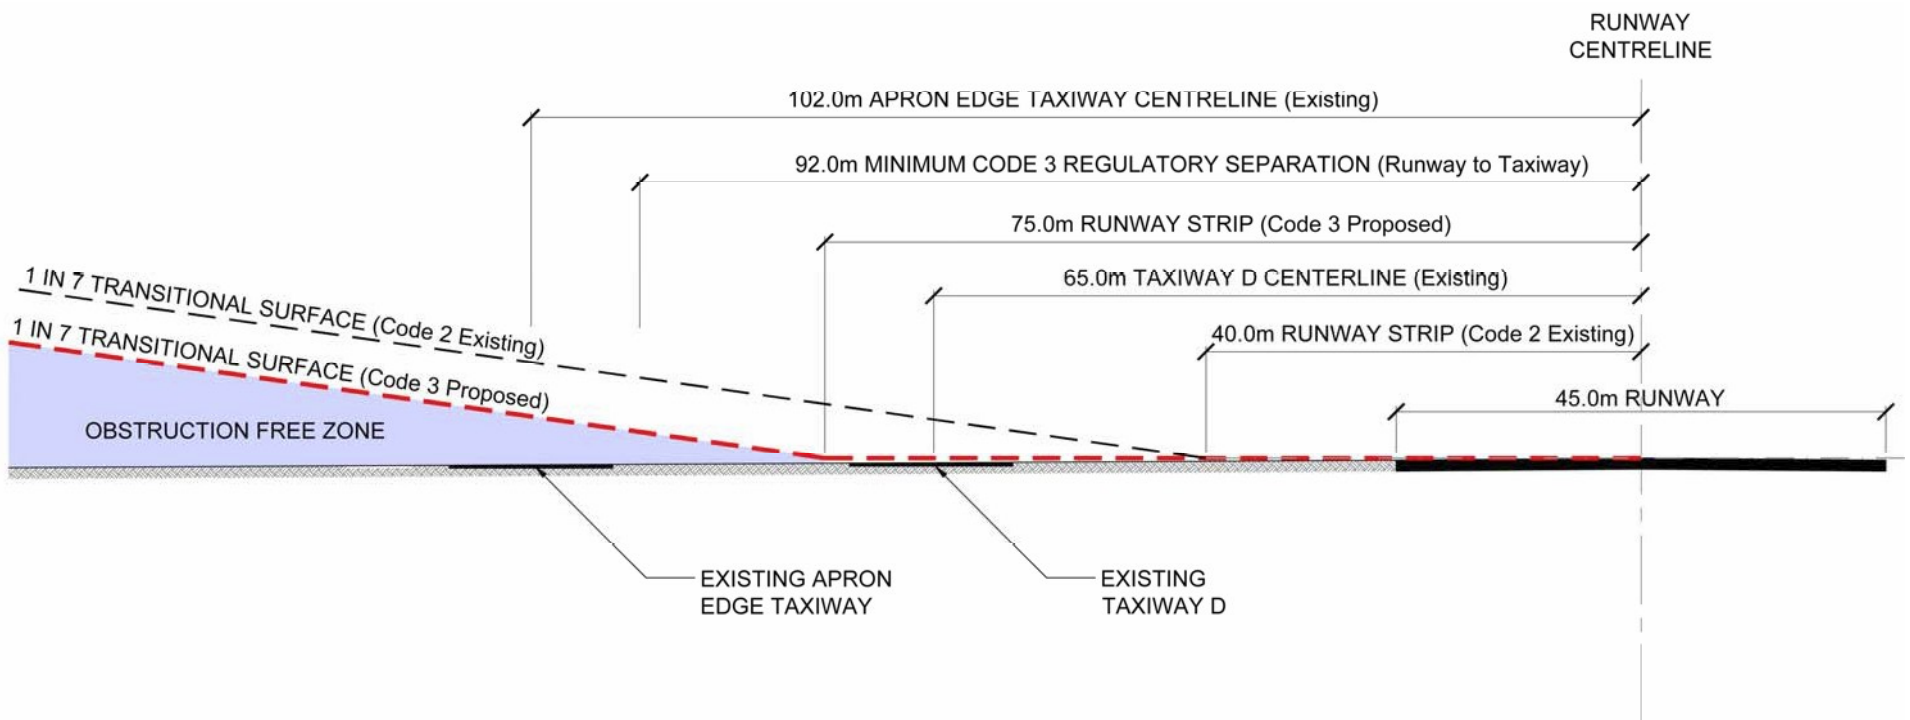 RUNWAY
CENTRELINE
102.0m APRON EDGE TAXIWAY CENTRELINE (Existing)
92.0m MINIMUM CODE 3 REGULATORY SEPARATION (Runway to Taxiway)
75.0m RUNWAY STRIP (Code 3 Proposed)
65.0m TAXIWAY D CENTERLINE (Existing)
1 IN 7 TRANSITIONAL SURFACE (Code 2 Existing)
40.0m RUNWAY STRIP (Code 2 Existing)
1 IN 7 TRANSITIONAL SURFACE (Code 3 Proposed)
45.0m RUNWAY
OBSTRUCTION FREE ZONE
EXISTING APRON
EDGE TAXIWAY
EXISTING
TAXIWAY D